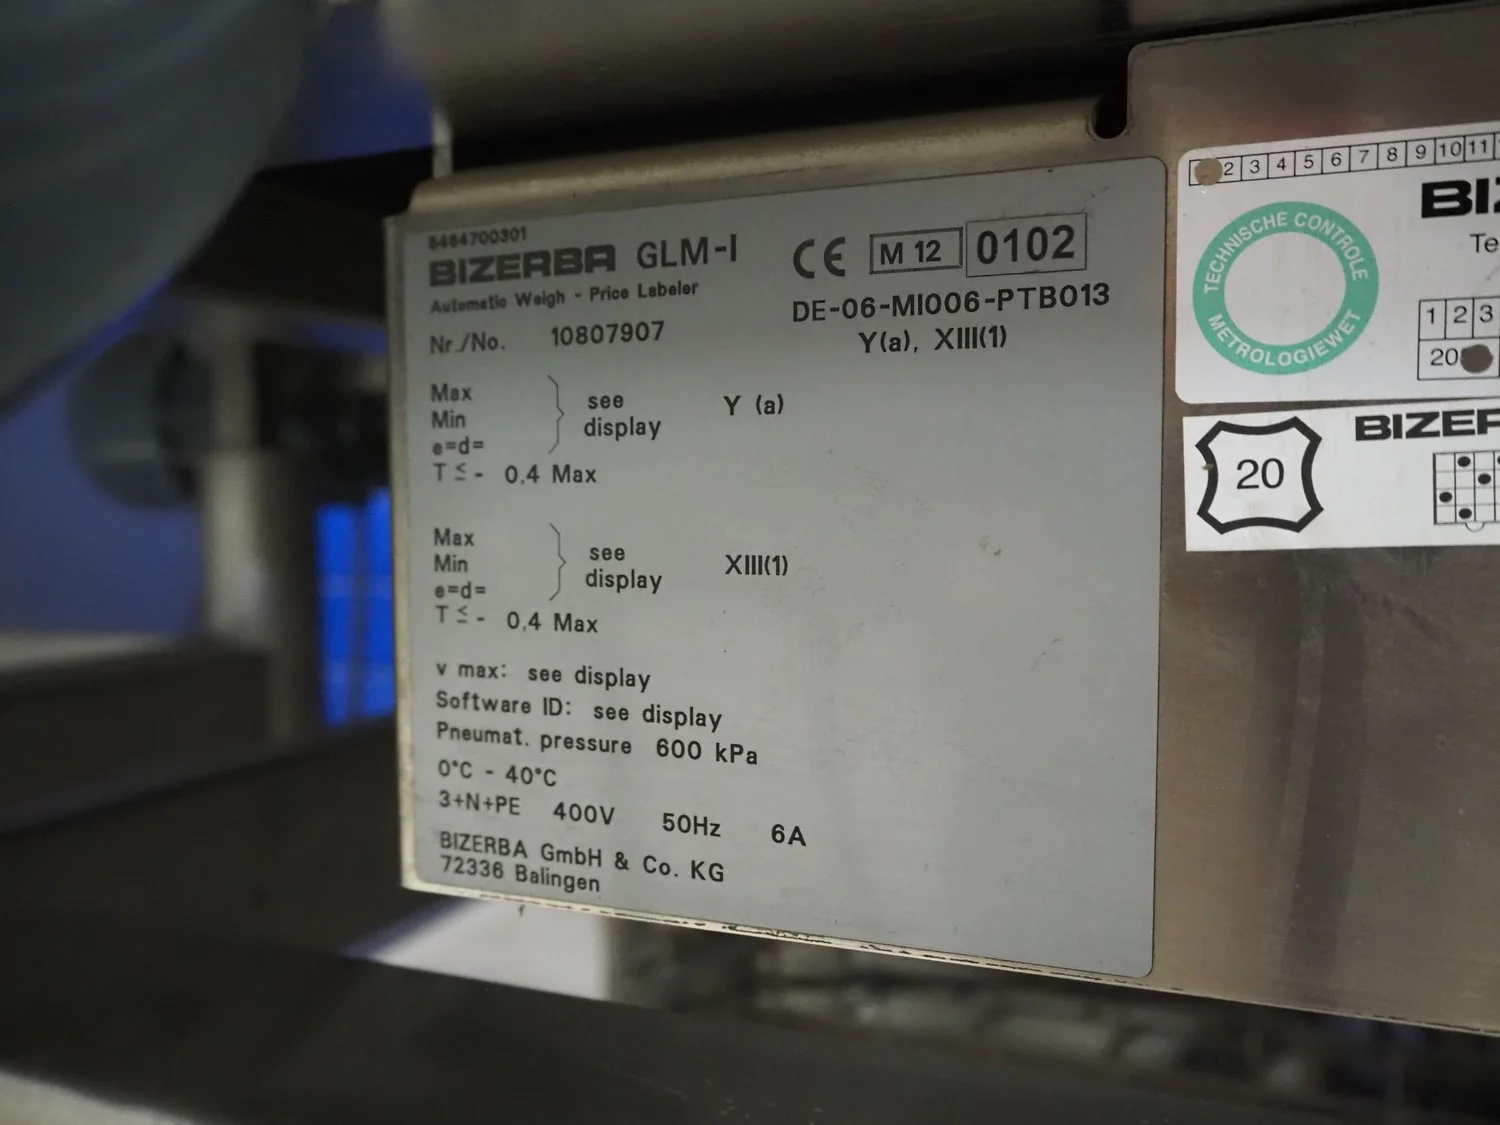 8484700301
BIZERBA GLM-I
Automatic Weigh - Price Labeler
Nr./No. 10807907
CE M 12 0102
DE-06-MI006-PTB013
Y(a), XIII(1)
Max
Min
e=d=
see
display
Y (a)
T ≤ - 0,4 Max
Max
Min
e=d=
see
display
XIII(1)
T ≤ - 0,4 Max
v max: see display
Software ID: see display
Pneumat. pressure 600 kPa
0°C - 40°C
3+N+PE 400V 50Hz 6A
BIZERBA GmbH & Co. KG
72336 Balingen
2 3 4 5 6 7 8 9 10 11
TECHNISCHE CONTROLE
METROLOGIEWET
BIZ
Te
1 2 3
20
20
BIZER